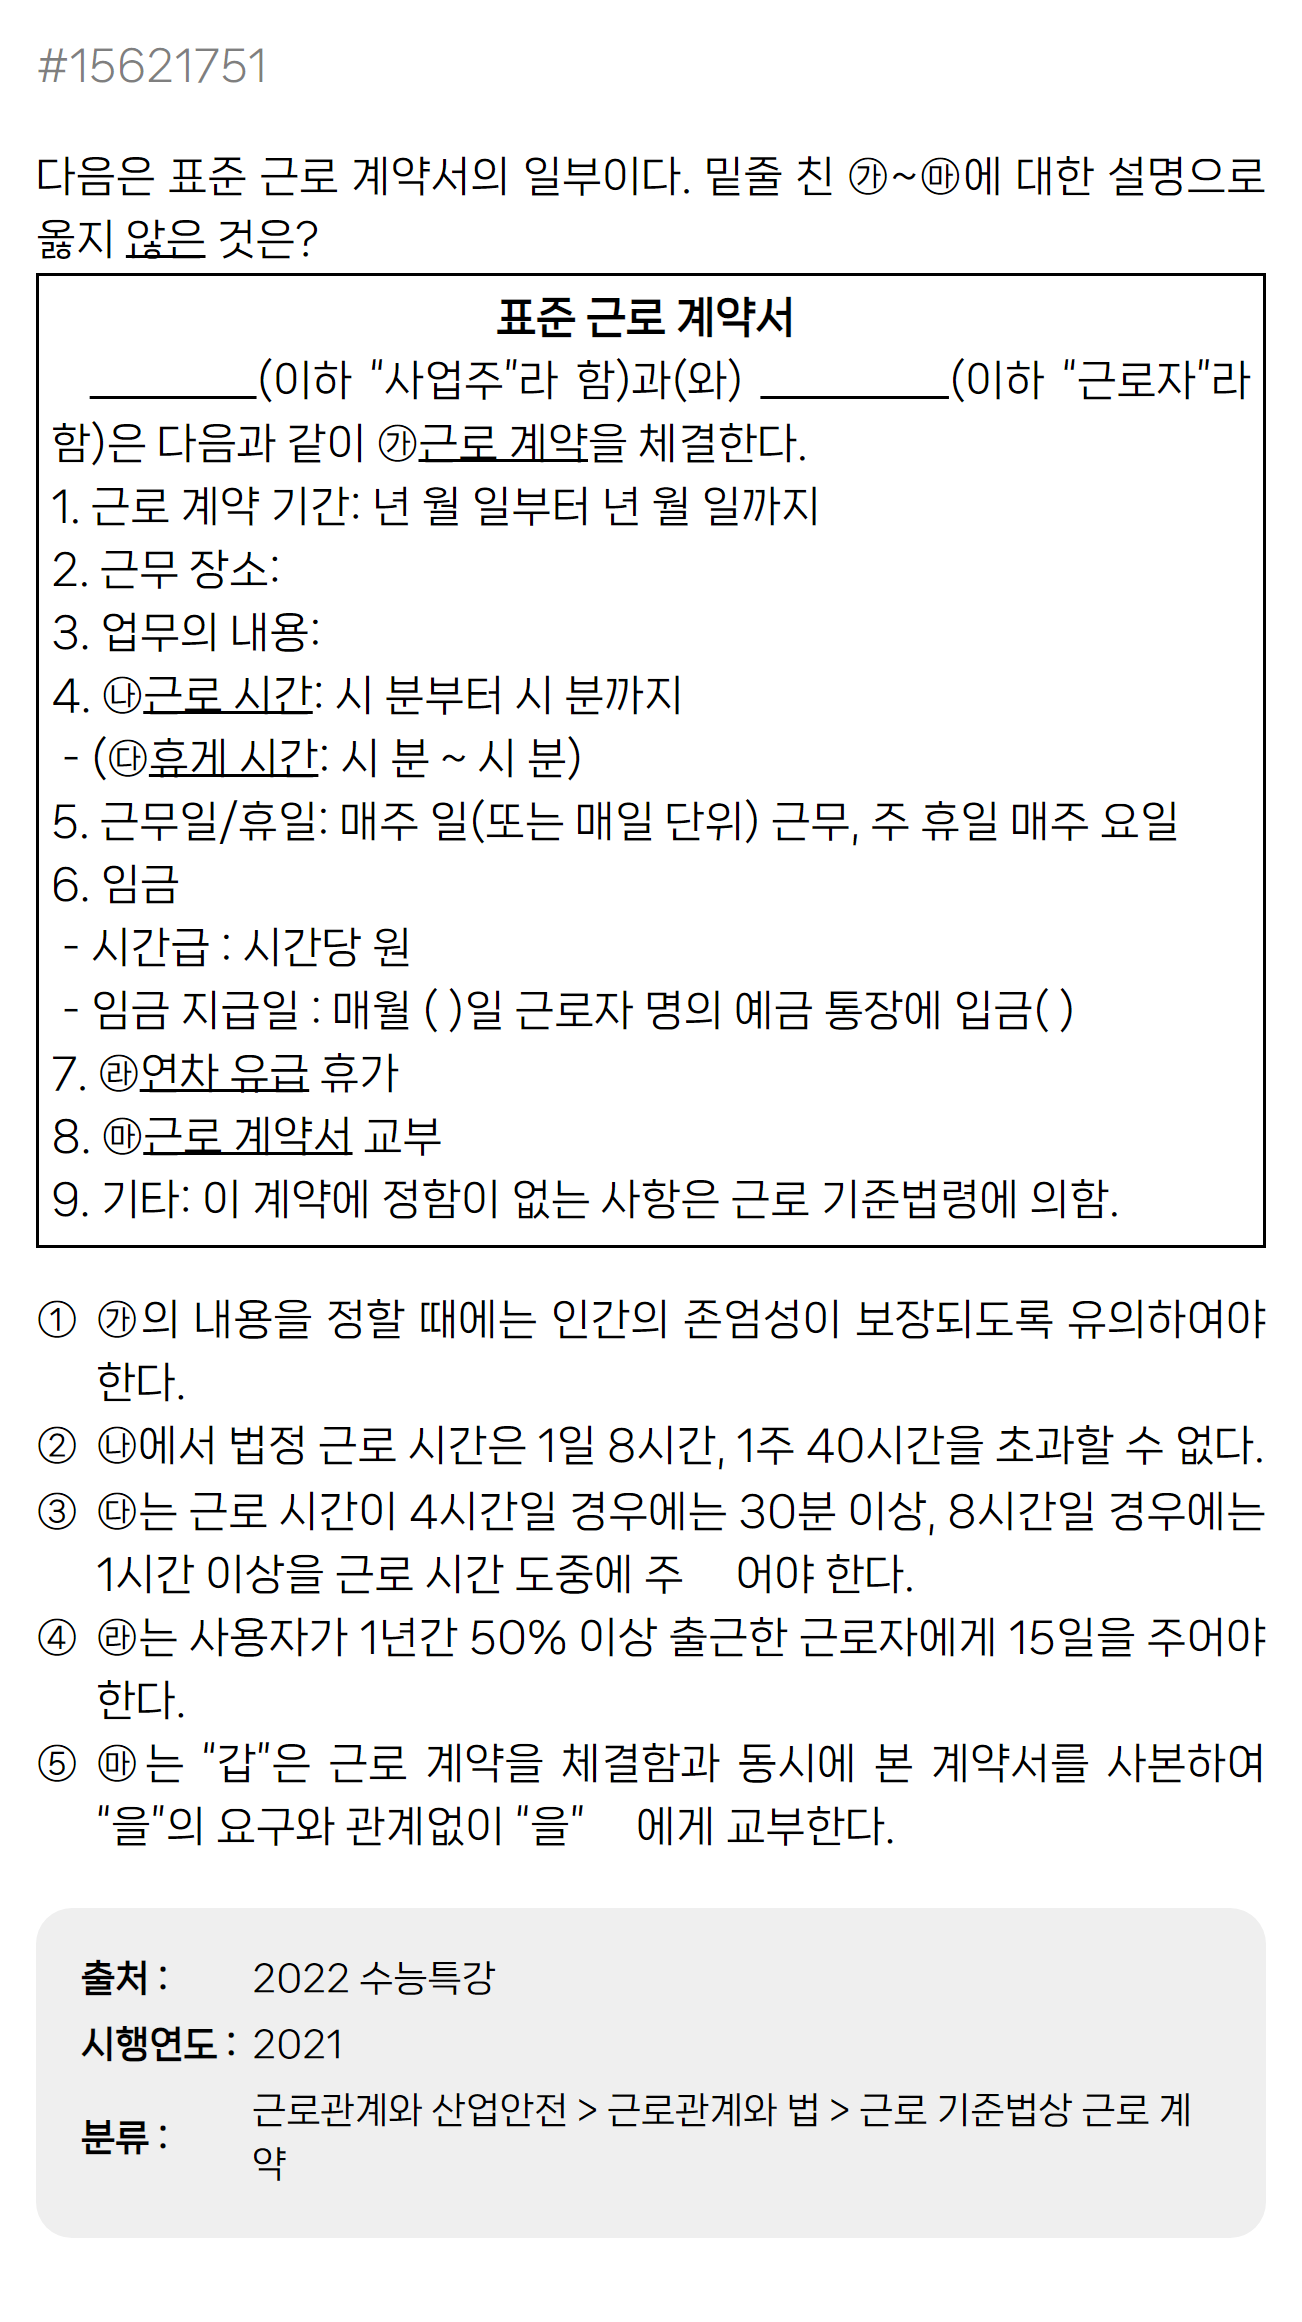 #15621751
다음은 표준 근로 계약서의 일부이다. 밑줄 친 ㉮~㉲에 대한 설명으로
옳지 않은 것은?
표준 근로 계약서
________(이하 “사업주”라 함)과(와) _________(이하 “근로자”라
함)은 다음과 같이 ㉮근로 계약을 체결한다.
1. 근로 계약 기간: 년 월 일부터 년 월 일까지
2. 근무 장소:
3. 업무의 내용:
4. ㉯근로 시간: 시 분부터 시 분까지
- (㉰휴게 시간: 시 분 ~ 시 분)
5. 근무일/휴일: 매주 일(또는 매일 단위) 근무, 주 휴일 매주 요일
6. 임금
- 시간급 : 시간당 원
- 임금 지급일 : 매월 ( )일 근로자 명의 예금 통장에 입금( )
7. ㉱연차 유급 휴가
8. ㉲근로 계약서 교부
9. 기타: 이 계약에 정함이 없는 사항은 근로 기준법령에 의함.
① ㉮의 내용을 정할 때에는 인간의 존엄성이 보장되도록 유의하여야
한다.
② ㉯에서 법정 근로 시간은 1일 8시간, 1주 40시간을 초과할 수 없다.
③ ㉰는 근로 시간이 4시간일 경우에는 30분 이상, 8시간일 경우에는
1시간 이상을 근로 시간 도중에 주 어야 한다.
④ ㉱는 사용자가 1년간 50% 이상 출근한 근로자에게 15일을 주어야
한다.
⑤ ㉲는 “갑”은 근로 계약을 체결함과 동시에 본 계약서를 사본하여
“을”의 요구와 관계없이 “을” 에게 교부한다.
출처 : 2022 수능특강
시행연도 : 2021
분류 : 근로관계와 산업안전 > 근로관계와 법 > 근로 기준법상 근로 계
약